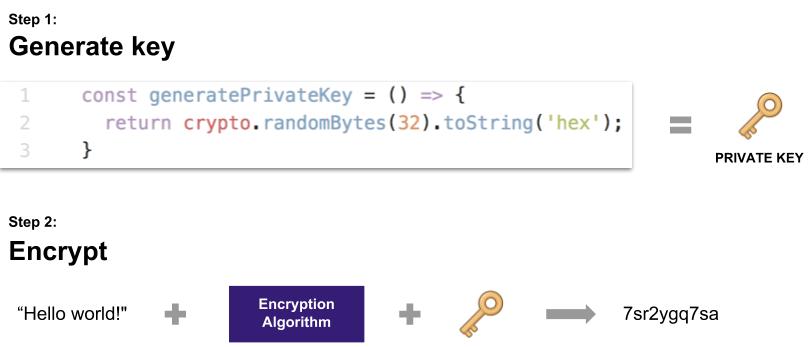 Step 1:
Generate key
1 const generatePrivateKey = () => {
2 return crypto.randomBytes(32).toString('hex');
3 }
=
PRIVATE KEY
Step 2:
Encrypt
“Hello world!" + Encryption Algorithm + 7sr2ygq7sa